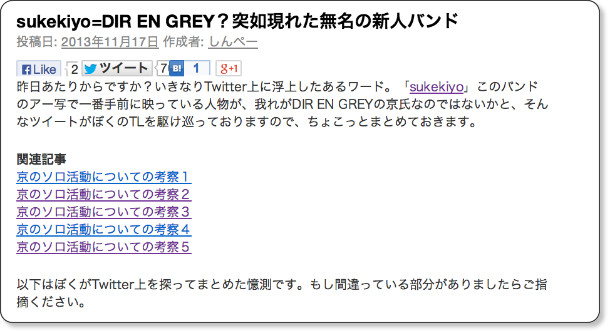 sukekiyo=DIR EN GREY？突如現れた無名の新人バンド
投稿日: 2013年11月17日 作成者: しんぺー
Like 2 ツイート 7 B! 1 g+1
昨日あたりからですか？いきなりTwitter上に浮上したあるワード。「sukekiyo」このバンド
のアー写で一番手前に映っている人物が、我れがDIR EN GREYの京氏なのではないかと、そん
なツイートがぼくのTLを駆け巡っておりますので、ちょこっとまとめておきます。
関連記事
京のソロ活動についての考察１
京のソロ活動についての考察２
京のソロ活動についての考察３
京のソロ活動についての考察４
京のソロ活動についての考察５
以下はぼくがTwitter上を探ってまとめた憶測です。もし間違っている部分がありましたらご指
摘ください。